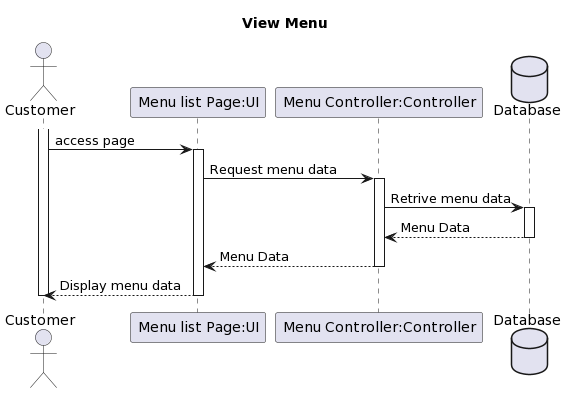 View Menu
Customer
Menu list Page:UI
Menu Controller:Controller
Database
access page
Request menu data
Retrive menu data
Menu Data
Menu Data
Display menu data
Customer
Menu list Page:UI
Menu Controller:Controller
Database